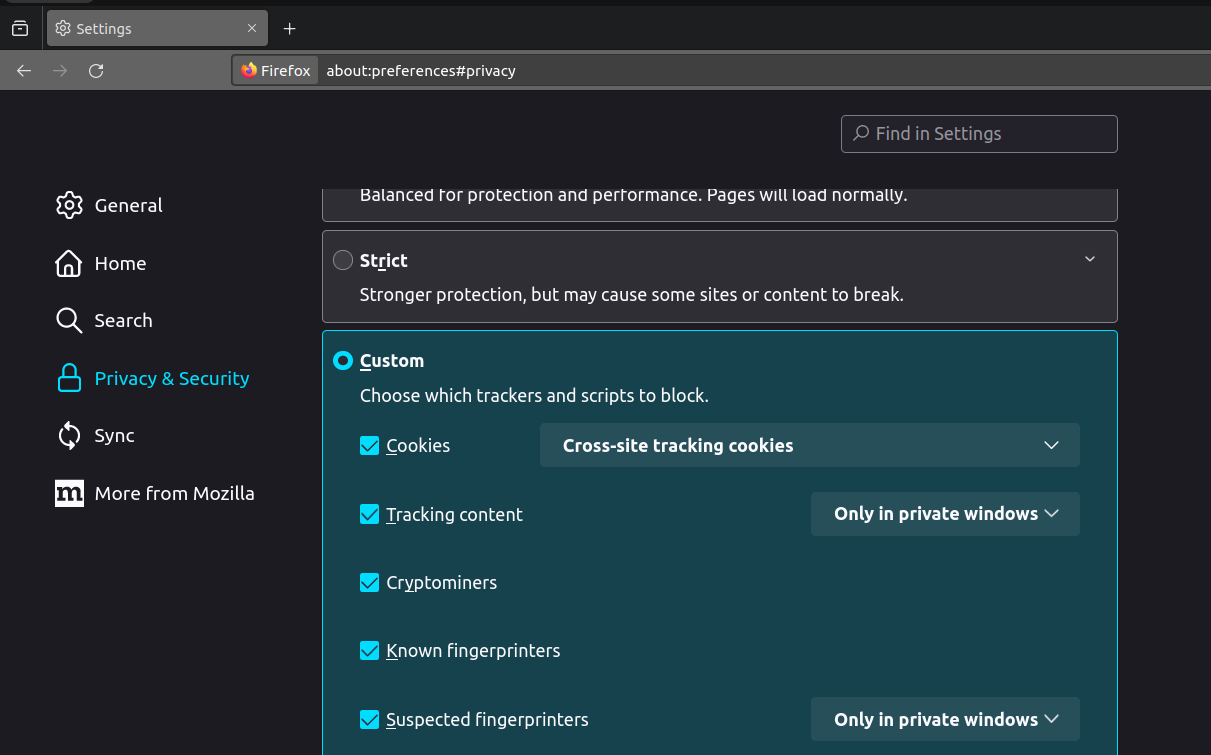 Settings
Firefox about:preferences#privacy
Find in Settings
General
Home
Search
Privacy & Security
Sync
m More from Mozilla
Balanced for protection and performance. Pages will load normally.
Strict
Stronger protection, but may cause some sites or content to break.
Custom
Choose which trackers and scripts to block.
Cookies Cross-site tracking cookies
Tracking content Only in private windows
Cryptominers
Known fingerprinters
Suspected fingerprinters Only in private windows